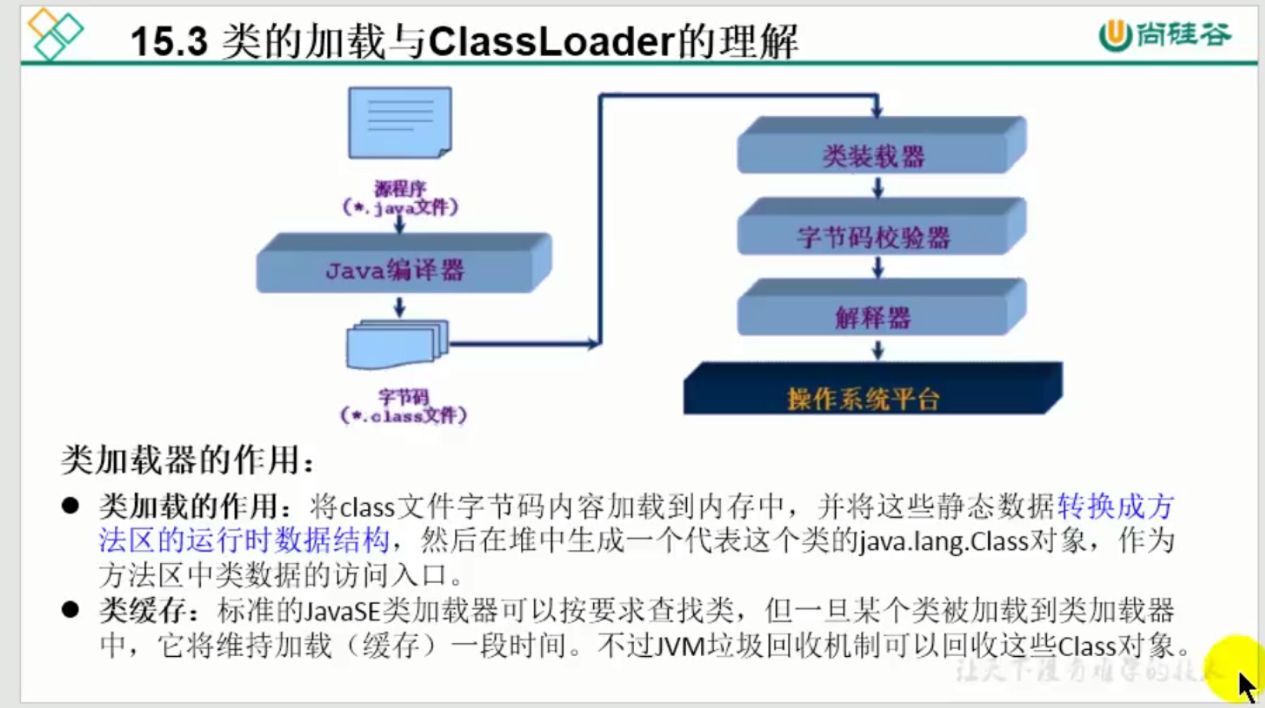 15.3 类的加载与ClassLoader的理解
尚硅谷
源程序
(*.java文件)
Java编译器
字节码
(*.class文件)
类装载器
字节码校验器
解释器
操作系统平台
类加载器的作用：
● 类加载的作用：将class文件字节码内容加载到内存中，并将这些静态数据转换成方
法区的运行时数据结构，然后在堆中生成一个代表这个类的java.lang.Class对象，作为
方法区中类数据的访问入口。
● 类缓存：标准的JavaSE类加载器可以按要求查找类，但一旦某个类被加载到类加载器
中，它将维持加载（缓存）一段时间。不过JVM垃圾回收机制可以回收这些Class对象。
让天下没有难学的技术